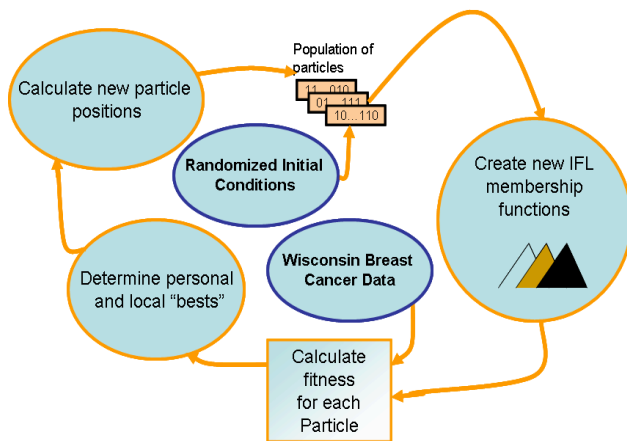 Population of
particles
11...010
01...111
10...110
Calculate new particle
positions
Randomized Initial
Conditions
Create new IFL
membership
functions
Wisconsin Breast
Cancer Data
Determine personal
and local “bests”
Calculate
fitness
for each
Particle